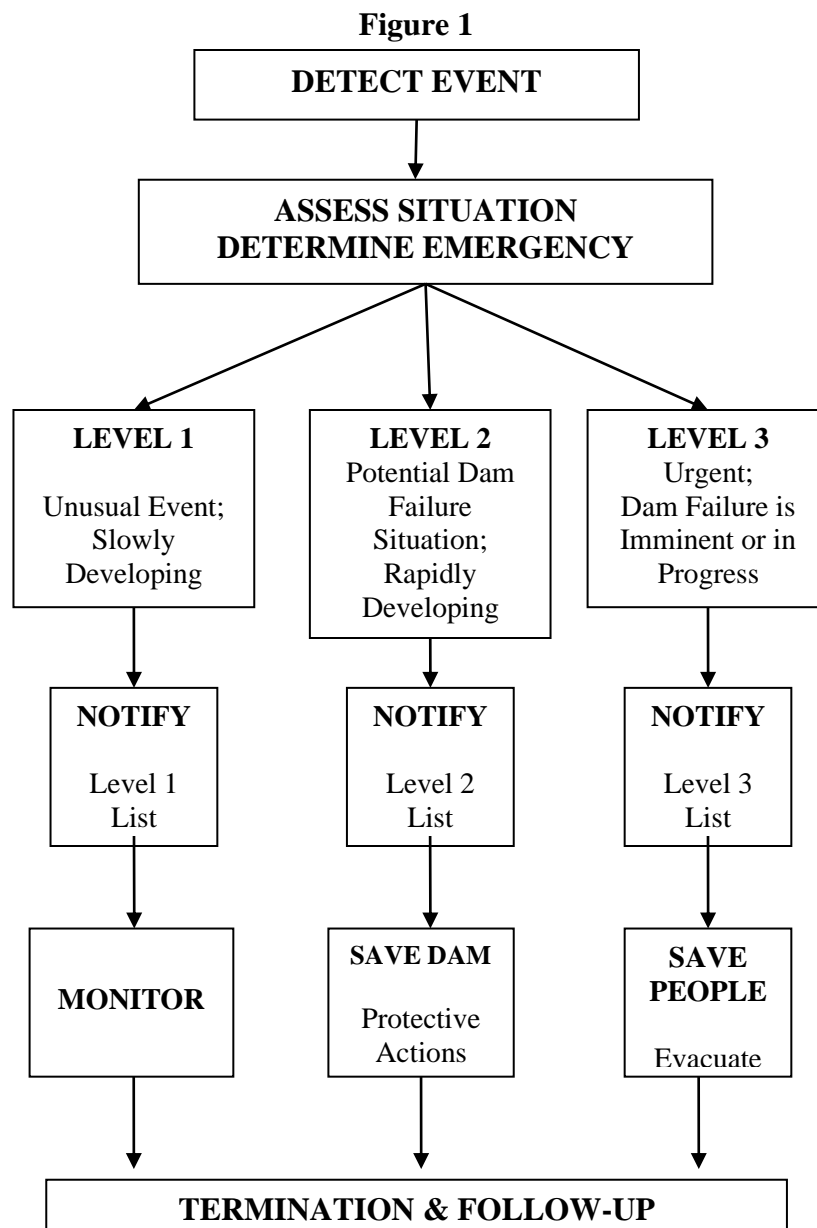 Figure 1
DETECT EVENT
ASSESS SITUATION
DETERMINE EMERGENCY
LEVEL 1
Unusual Event;
Slowly
Developing
LEVEL 2
Potential Dam
Failure
Situation;
Rapidly
Developing
LEVEL 3
Urgent;
Dam Failure is
Imminent or in
Progress
NOTIFY
Level 1
List
NOTIFY
Level 2
List
NOTIFY
Level 3
List
MONITOR
SAVE DAM
Protective
Actions
SAVE
PEOPLE
Evacuate
TERMINATION & FOLLOW-UP